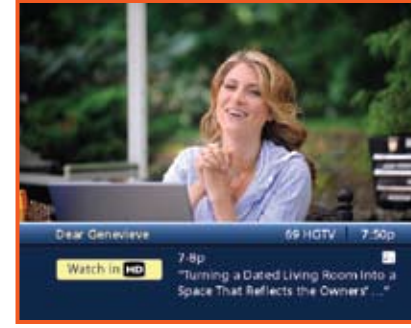 Dear Genevieve 69 HGTV 7:50p
Watch in HD
7-8p
"Turning a Dated Living Room Into a
Space That Reflects the Owners' ..."